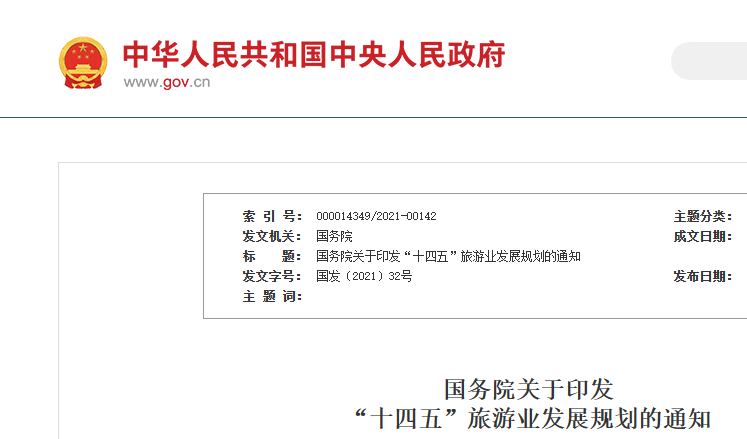 中华人民共和国中央人民政府
www.gov.cn
索 引 号： 000014349/2021-00142 主题分类：
发文机关： 国务院 成文日期：
标 题： 国务院关于印发“十四五”旅游业发展规划的通知
发文字号： 国发〔2021〕32号 发布日期：
主 题 词：
国务院关于印发
“十四五”旅游业发展规划的通知